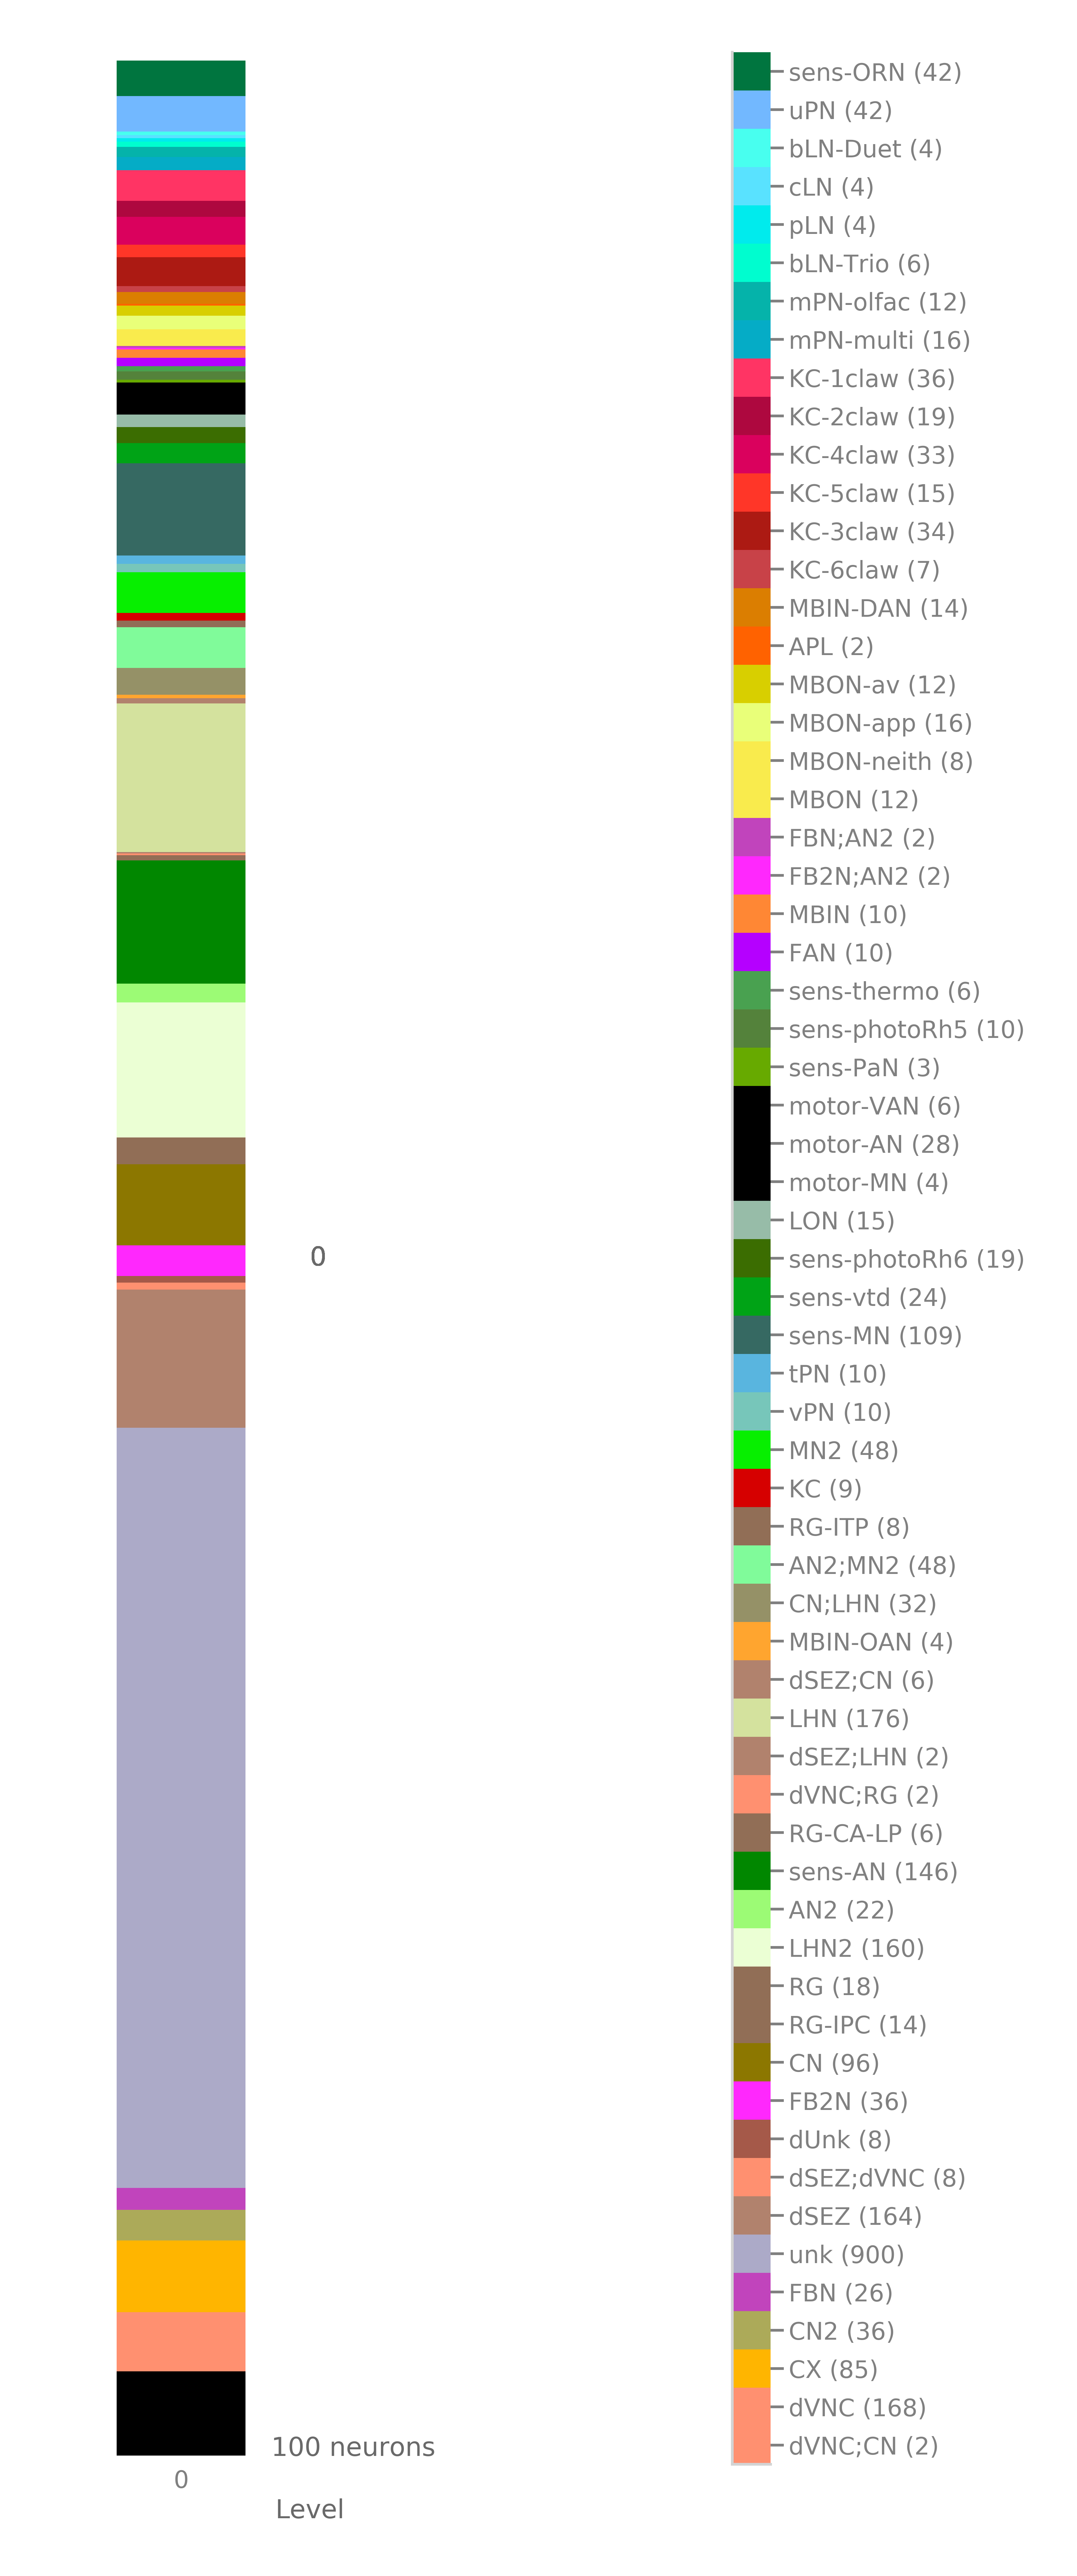 sens-ORN (42)
uPN (42)
bLN-Duet (4)
cLN (4)
pLN (4)
bLN-Trio (6)
mPN-olfac (12)
mPN-multi (16)
KC-1claw (36)
KC-2claw (19)
KC-4claw (33)
KC-5claw (15)
KC-3claw (34)
KC-6claw (7)
MBIN-DAN (14)
APL (2)
MBON-av (12)
MBON-app (16)
MBON-neith (8)
MBON (12)
FBN;AN2 (2)
FB2N;AN2 (2)
MBIN (10)
FAN (10)
sens-thermo (6)
sens-photoRh5 (10)
sens-PaN (3)
motor-VAN (6)
motor-AN (28)
motor-MN (4)
LON (15)
sens-photoRh6 (19)
sens-vtd (24)
sens-MN (109)
tPN (10)
vPN (10)
MN2 (48)
KC (9)
RG-ITP (8)
AN2;MN2 (48)
CN;LHN (32)
MBIN-OAN (4)
dSEZ;CN (6)
LHN (176)
dSEZ;LHN (2)
dVNC;RG (2)
RG-CA-LP (6)
sens-AN (146)
AN2 (22)
LHN2 (160)
RG (18)
RG-IPC (14)
CN (96)
FB2N (36)
dUnk (8)
dSEZ;dVNC (8)
dSEZ (164)
unk (900)
FBN (26)
CN2 (36)
CX (85)
dVNC (168)
dVNC;CN (2)
0
100 neurons
0
Level